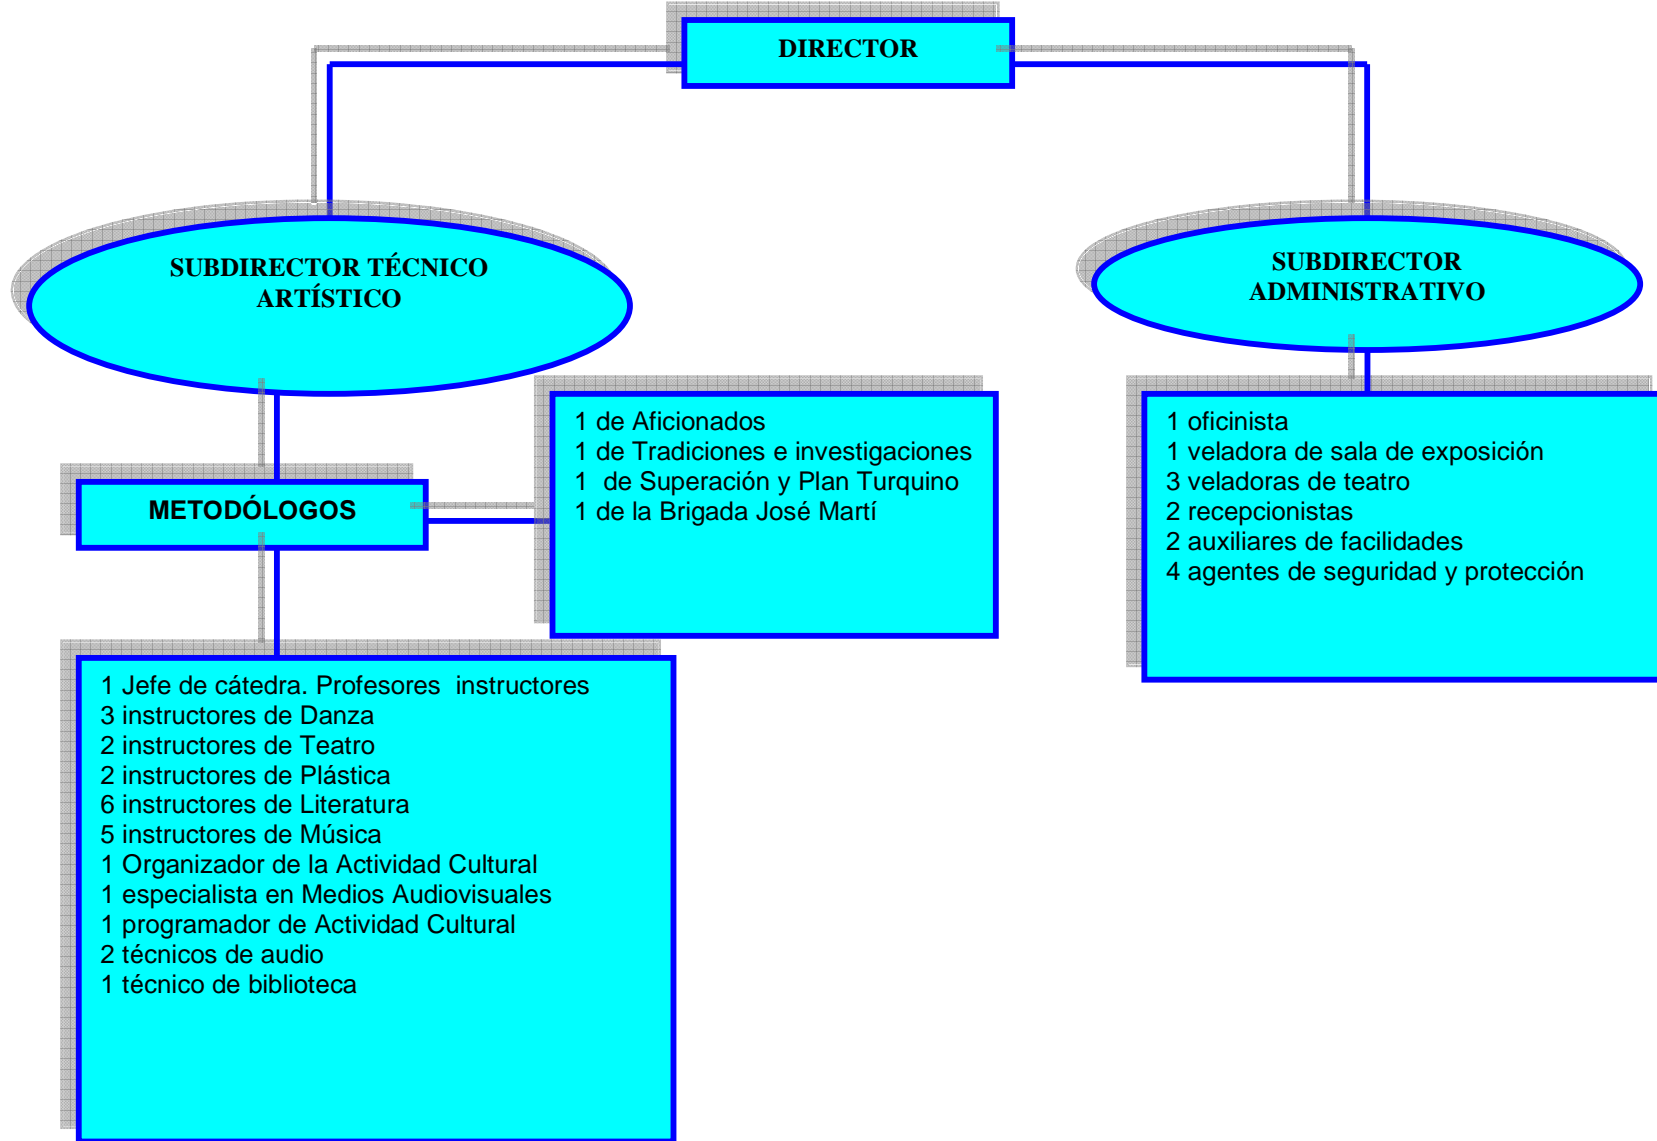 DIRECTOR
SUBDIRECTOR TÉCNICO
ARTÍSTICO
SUBDIRECTOR
ADMINISTRATIVO
METODÓLOGOS
1 de Aficionados
1 de Tradiciones e investigaciones
1  de Superación y Plan Turquino
1 de la Brigada José Martí
1 oficinista
1 veladora de sala de exposición
3 veladoras de teatro
2 recepcionistas
2 auxiliares de facilidades
4 agentes de seguridad y protección
1 Jefe de cátedra. Profesores  instructores
3 instructores de Danza
2 instructores de Teatro
2 instructores de Plástica
6 instructores de Literatura
5 instructores de Música
1 Organizador de la Actividad Cultural
1 especialista en Medios Audiovisuales
1 programador de Actividad Cultural
2 técnicos de audio
1 técnico de biblioteca